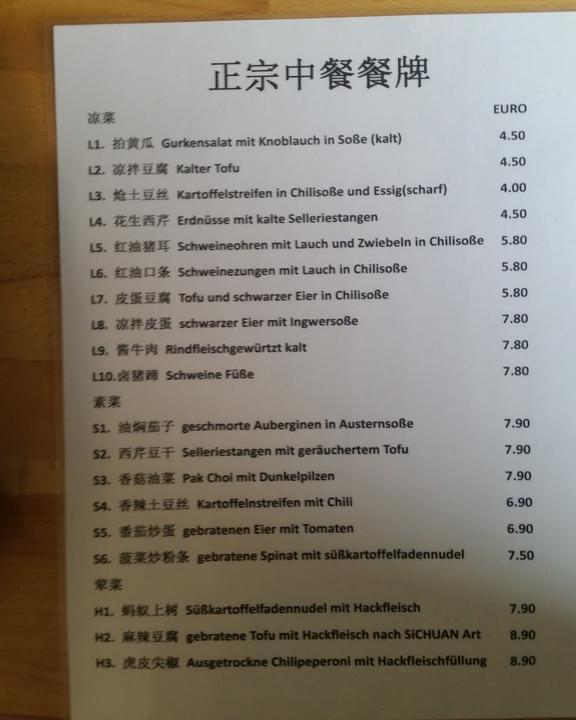 正宗中餐餐牌
EURO
凉菜
L1. 拍黄瓜 Gurkensalat mit Knoblauch in Soße (kalt) 4.50
L2. 凉拌豆腐 Kalter Tofu 4.50
L3. 炝土豆丝 Kartoffelstreifen in Chilisoße und Essig(scharf) 4.00
L4. 花生西芹 Erdnüsse mit kalte Selleriestangen 4.50
L5. 红油猪耳 Schweineohren mit Lauch und Zwiebeln in Chilisoße 5.80
L6. 红油口条 Schweinezungen mit Lauch in Chilisoße 5.80
L7. 皮蛋豆腐 Tofu und schwarzer Eier in Chilisoße 5.80
L8. 凉拌皮蛋 schwarzer Eier mit Ingwersoße 7.80
L9. 酱牛肉 Rindfleischgewürtzt kalt 7.80
L10.卤猪蹄 Schweine Füße 7.80
素菜
S1. 油焖茄子 geschmorte Auberginen in Austernsoße 7.90
S2. 西芹豆干 Selleriestangen mit geräuchertem Tofu 7.90
S3. 香菇油菜 Pak Choi mit Dunkelpilzen 7.90
S4. 香辣土豆丝 Kartoffelnstreifen mit Chili 6.90
S5. 番茄炒蛋 gebratenen Eier mit Tomaten 6.90
S6. 菠菜炒粉条 gebratene Spinat mit süßkartoffelfadennudel 7.50
荤菜
H1. 蚂蚁上树 Süßkartoffelfadennudel mit Hackfleisch 7.90
H2. 麻辣豆腐 gebratene Tofu mit Hackfleisch nach SiCHUAN Art 8.90
H3. 虎皮尖椒 Ausgetrockne Chilipeperoni mit Hackfleischfüllung 8.90